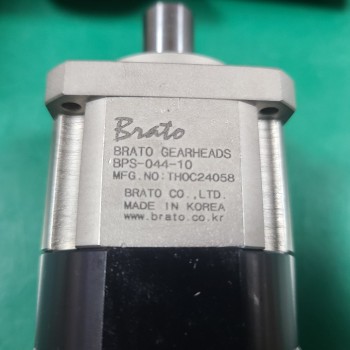 Brato
BRATO GEARHEADS
BPS-044-10
MFG.NO:THOC24058
BRATO CO.,LTD.
MADE IN KOREA
www.brato.co.kr